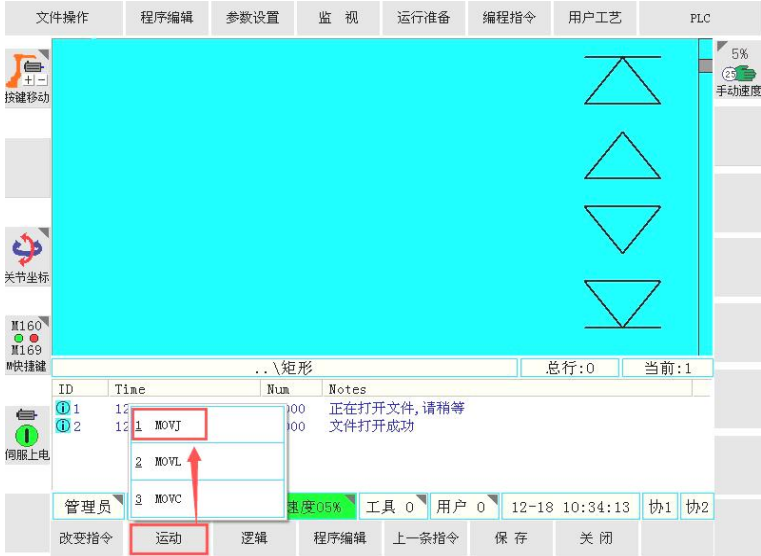 文件操作 程序编辑 参数设置 监 视 运行准备 编程指令 用户工艺 PLC
5%
25
手动速度
+ -
按键移动
关节坐标
M160
M169
M快捷键
..\矩形 总行:0 当前:1
ID Time Num Notes
1 12 000 正在打开文件,请稍等
2 12 000 文件打开成功
伺服上电
1 MOVJ
2 MOVL
3 MOVC
管理员 速度05% 工具 0 用户 0 12-18 10:34:13 协1 协2
改变指令 运动 逻辑 程序编辑 上一条指令 保 存 关 闭